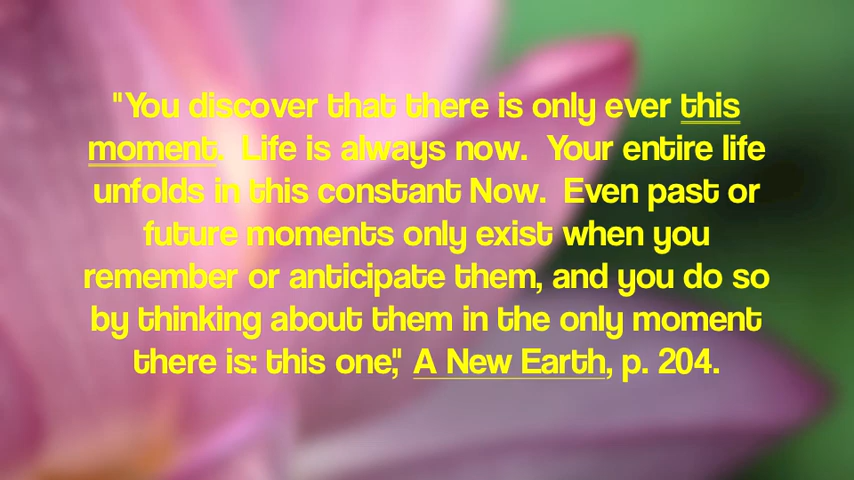 "You discover that there is only ever this
moment.  Life is always now.  Your entire life
unfolds in this constant Now.  Even past or
future moments only exist when you
remember or anticipate them, and you do so
by thinking about them in the only moment
there is: this one," A New Earth, p. 204.